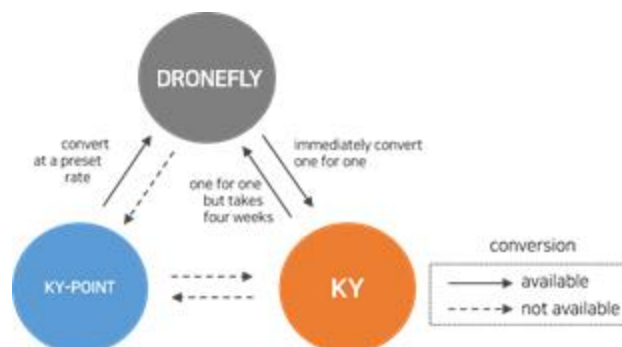 DRONEFLY
convert
at a preset
rate
immediately convert
one for one
one for one
but takes
four weeks
KY-POINT
KY
conversion
available
not available